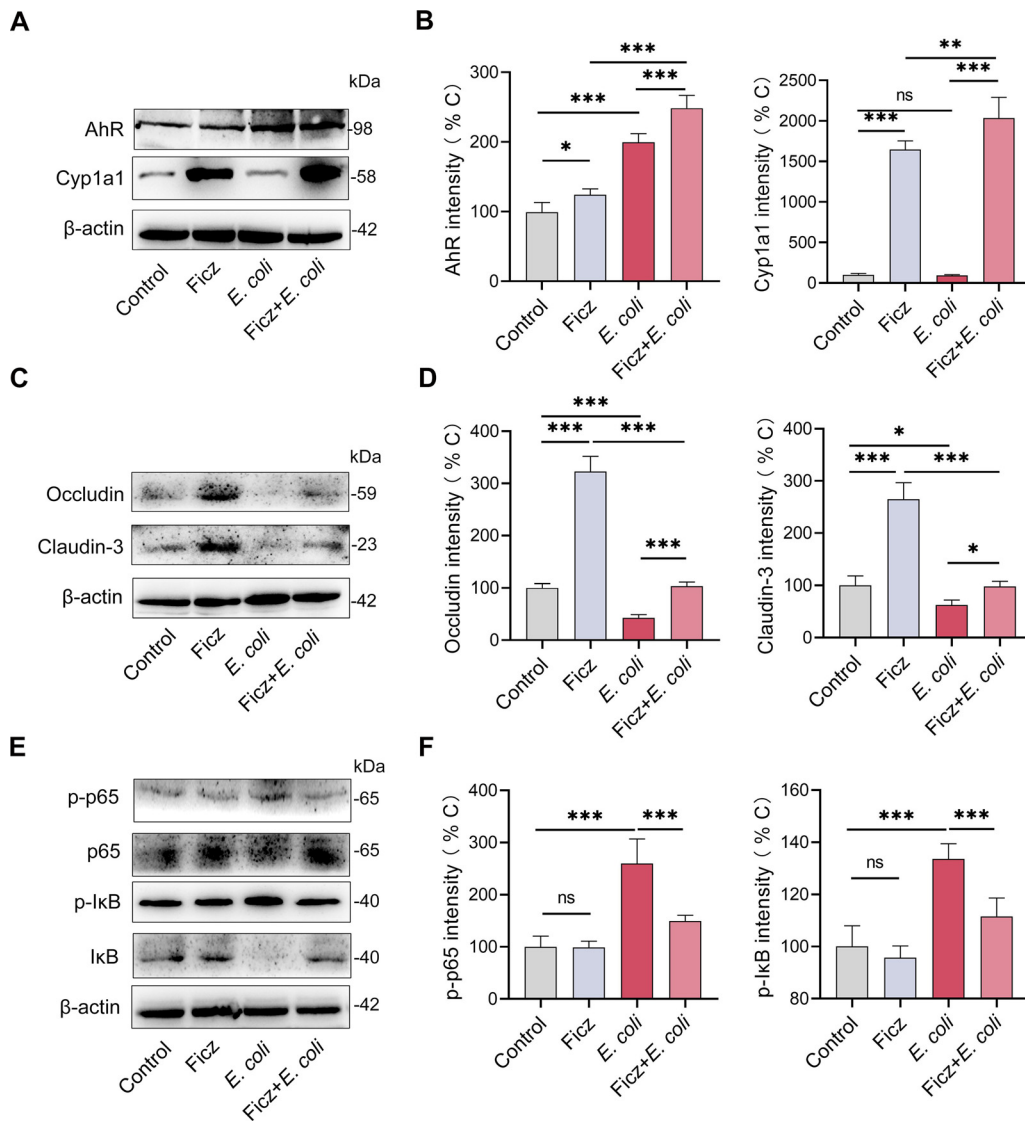 A
kDa
AhR
-98
Cyp1a1
-58
β-actin
-42
Control
Ficz
E. coli
Ficz+E. coli
B
AhR intensity ( % C)
300
200
100
0
***
***
***
*
Control
Ficz
E. coli
Ficz+E. coli
Cyp1a1 intensity ( % C)
2500
2000
1500
1000
500
0
**
***
ns
***
Control
Ficz
E. coli
Ficz+E. coli
C
kDa
Occludin
-59
Claudin-3
-23
β-actin
-42
Control
Ficz
E. coli
Ficz+E. coli
D
Occludin intensity ( % C)
400
300
200
100
0
***
***
***
***
Control
Ficz
E. coli
Ficz+E. coli
Claudin-3 intensity ( % C)
400
300
200
100
0
*
***
***
*
Control
Ficz
E. coli
Ficz+E. coli
E
kDa
p-p65
-65
p65
-65
p-IκB
-40
IκB
-40
β-actin
-42
Control
Ficz
E. coli
Ficz+E. coli
F
p-p65 intensity ( % C)
400
300
200
100
0
***
***
ns
Control
Ficz
E. coli
Ficz+E. coli
p-IκB intensity ( % C)
160
140
120
100
80
***
***
ns
Control
Ficz
E. coli
Ficz+E. coli